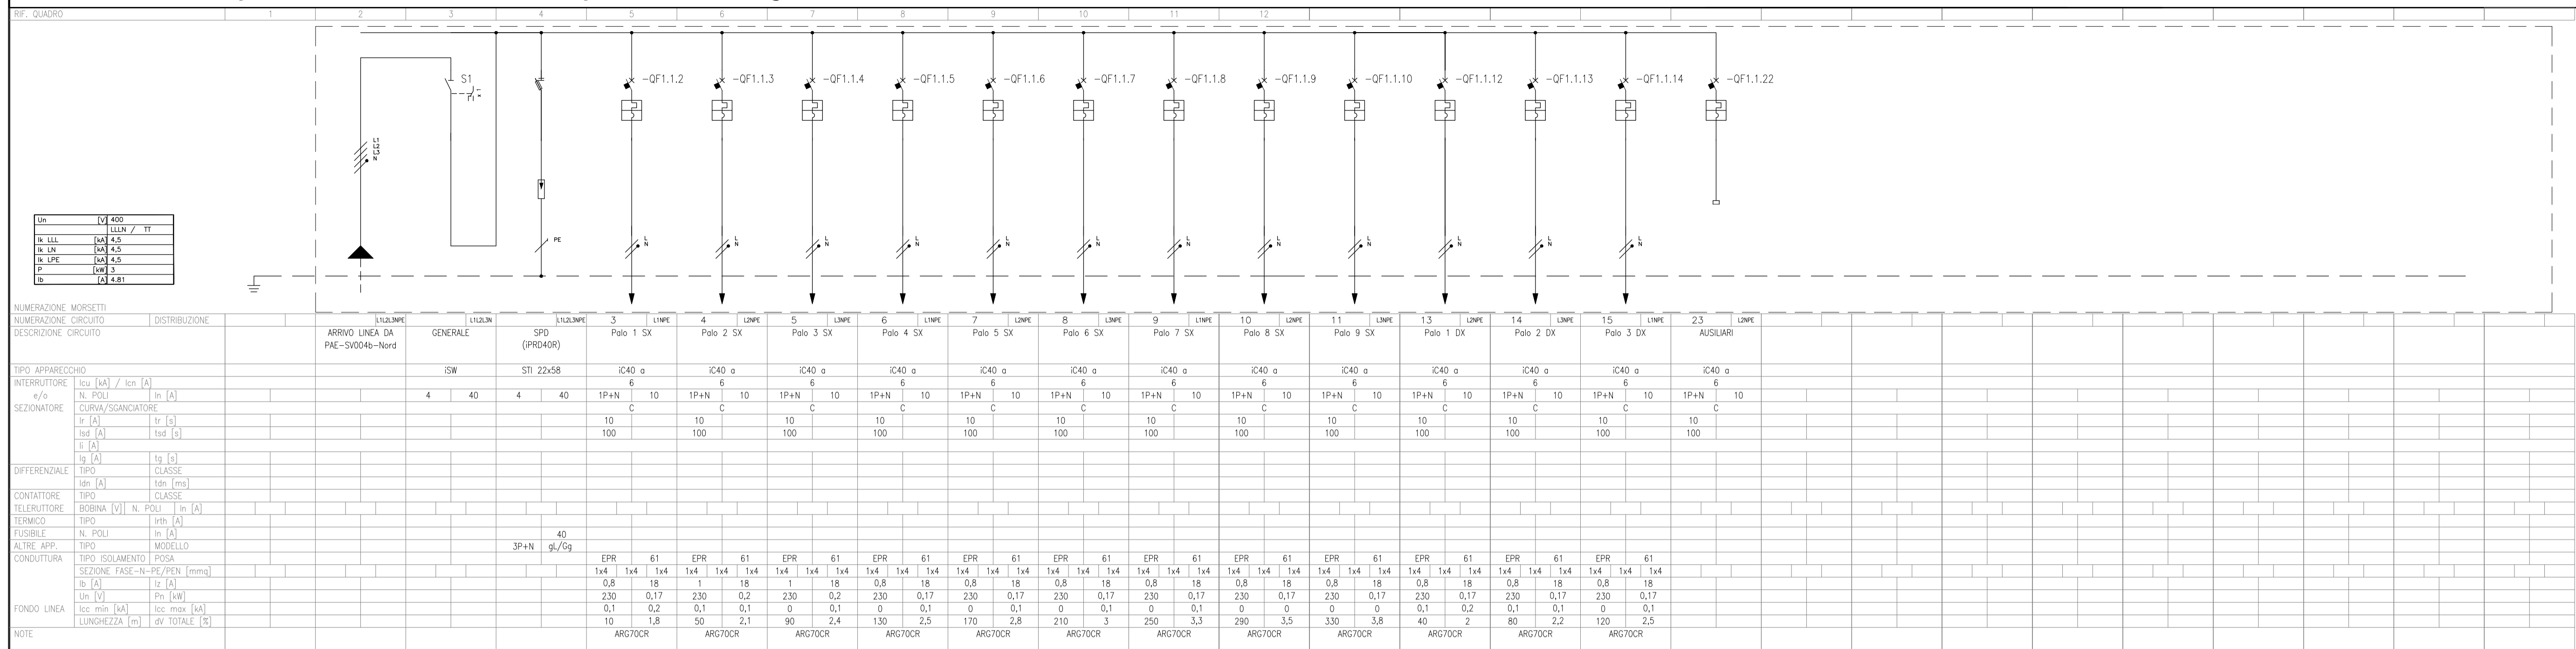 RIF. QUADRO 1 2 3 4 5 6 7 8 9 10 11 12
S1 -QF1.1.2 -QF1.1.3 -QF1.1.4 -QF1.1.5 -QF1.1.6 -QF1.1.7 -QF1.1.8 -QF1.1.9 -QF1.1.10 -QF1.1.12 -QF1.1.13 -QF1.1.14 -QF1.1.22
L1
L2
L3
N
Un [V] 400
LLLN / TT
Ik LLL [kA] 4,5
Ik LN [kA] 4,5
Ik LPE [kA] 4,5
P [kW] 3
Ib [A] 4.81
PE
L L L L L L L L L L L L
N N N N N N N N N N N N
NUMERAZIONE MORSETTI
NUMERAZIONE CIRCUITO DISTRIBUZIONE L1L2L3NPE L1L2L3N L1L2L3NPE 3 L1NPE 4 L2NPE 5 L3NPE 6 L1NPE 7 L2NPE 8 L3NPE 9 L1NPE 10 L2NPE 11 L3NPE 13 L2NPE 14 L3NPE 15 L1NPE 23 L2NPE
DESCRIZIONE CIRCUITO ARRIVO LINEA DA GENERALE SPD Palo 1 SX Palo 2 SX Palo 3 SX Palo 4 SX Palo 5 SX Palo 6 SX Palo 7 SX Palo 8 SX Palo 9 SX Palo 1 DX Palo 2 DX Palo 3 DX AUSILIARI
PAE-SV004b-Nord (iPRD40R)
TIPO APPARECCHIO iSW STI 22x58 iC40 a iC40 a iC40 a iC40 a iC40 a iC40 a iC40 a iC40 a iC40 a iC40 a iC40 a iC40 a iC40 a
INTERRUTTORE Icu [kA] / Icn [A] 6 6 6 6 6 6 6 6 6 6 6 6 6
e/o N. POLI In [A] 4 40 4 40 1P+N 10 1P+N 10 1P+N 10 1P+N 10 1P+N 10 1P+N 10 1P+N 10 1P+N 10 1P+N 10 1P+N 10 1P+N 10 1P+N 10 1P+N 10
SEZIONATORE CURVA/SGANCIATORE C C C C C C C C C C C C C
Ir [A] tr [s] 10 10 10 10 10 10 10 10 10 10 10 10 10
Isd [A] tsd [s] 100 100 100 100 100 100 100 100 100 100 100 100 100
Ii [A]
Ig [A] tg [s]
DIFFERENZIALE TIPO CLASSE
Idn [A] tdn [ms]
CONTATTORE TIPO CLASSE
TELERUTTORE BOBINA [V] N. POLI In [A]
TERMICO TIPO Irth [A]
FUSIBILE N. POLI In [A] 40
ALTRE APP. TIPO MODELLO 3P+N gL/Gg
CONDUTTURA TIPO ISOLAMENTO POSA EPR 61 EPR 61 EPR 61 EPR 61 EPR 61 EPR 61 EPR 61 EPR 61 EPR 61 EPR 61 EPR 61 EPR 61
SEZIONE FASE-N-PE/PEN [mmq] 1x4 1x4 1x4 1x4 1x4 1x4 1x4 1x4 1x4 1x4 1x4 1x4 1x4 1x4 1x4 1x4 1x4 1x4 1x4 1x4 1x4 1x4 1x4 1x4 1x4 1x4 1x4 1x4 1x4 1x4 1x4 1x4 1x4 1x4 1x4 1x4
Ib [A] Iz [A] 0,8 18 1 18 1 18 0,8 18 0,8 18 0,8 18 0,8 18 0,8 18 0,8 18 0,8 18 0,8 18 0,8 18
Un [V] Pn [kW] 230 0,17 230 0,2 230 0,2 230 0,17 230 0,17 230 0,17 230 0,17 230 0,17 230 0,17 230 0,17 230 0,17 230 0,17
FONDO LINEA Icc min [kA] Icc max [kA] 0,1 0,2 0,1 0,1 0 0,1 0 0,1 0 0,1 0 0,1 0 0,1 0 0 0 0 0,1 0,2 0,1 0,1 0 0,1
LUNGHEZZA [m] dV TOTALE [%] 10 1,8 50 2,1 90 2,4 130 2,5 170 2,8 210 3 250 3,3 290 3,5 330 3,8 40 2 80 2,2 120 2,5
NOTE ARG7OCR ARG7OCR ARG7OCR ARG7OCR ARG7OCR ARG7OCR ARG7OCR ARG7OCR ARG7OCR ARG7OCR ARG7OCR ARG7OCR